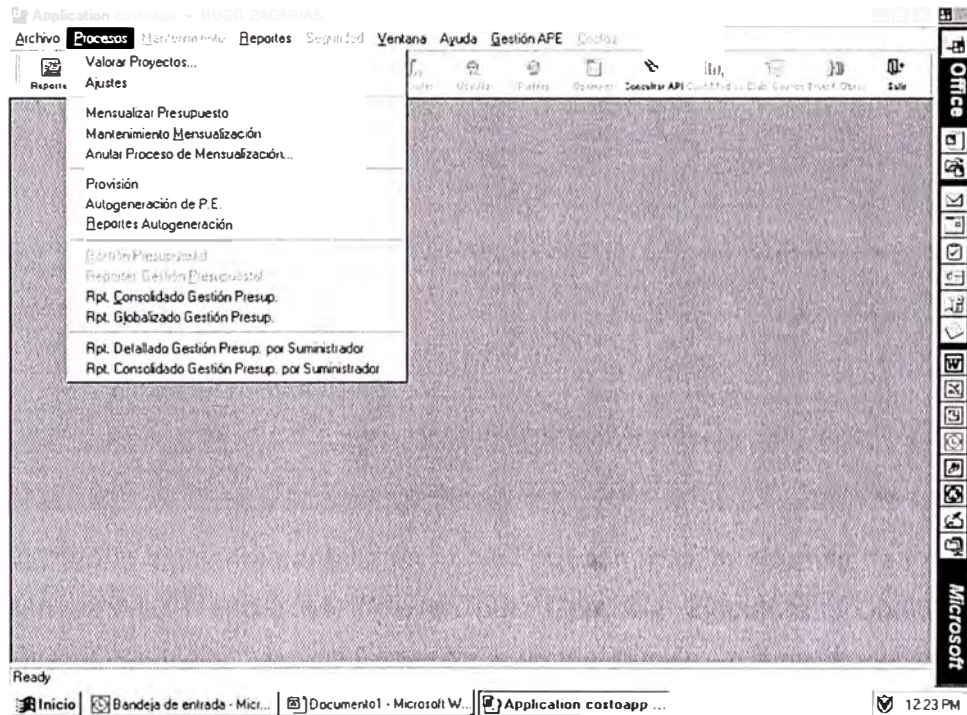 Application costoapp - HUGO ZACARIAS
Archivo Procesos Mantenimiento Reportes Seguridad Ventana Ayuda Gestión APE
Reporte Consultar API Salir
Valorar Proyectos...
Ajustes
Mensualizar Presupuesto
Mantenimiento Mensualización
Anular Proceso de Mensualización...
Provisión
Autogeneración de P.E.
Reportes Autogeneración
Gestión Presupuestal
Reportes Gestión Presupuestal
Rpt. Consolidado Gestión Presup.
Rpt. Globalizado Gestión Presup.
Rpt. Detallado Gestión Presup. por Suministrador
Rpt. Consolidado Gestión Presup. por Suministrador
Office
Microsoft
Ready
Inicio Bandeja de entrada - Micr... Documento1 - Microsoft W... Application costoapp ... 12:23 PM